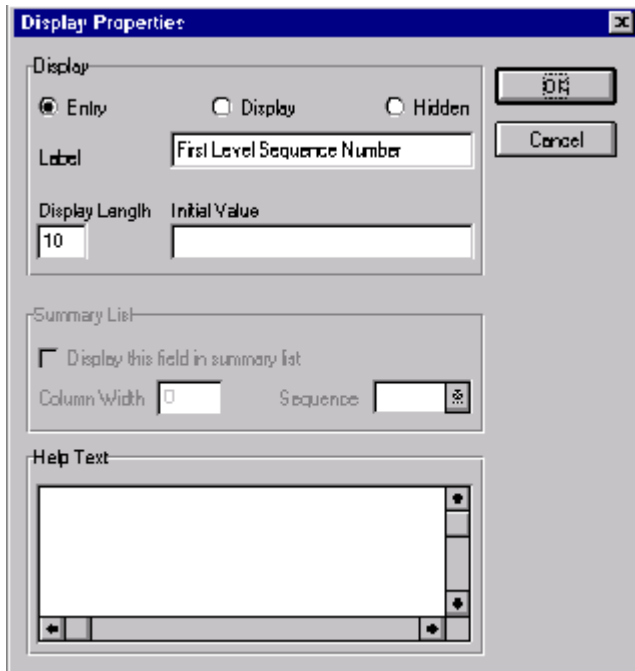 Display Properties
Display
OK
Entry Display Hidden
Cancel
Label First Level Sequence Number
Display Length Initial Value
10
Summary List
Display this field in summary list
Column Width 0 Sequence
Help Text